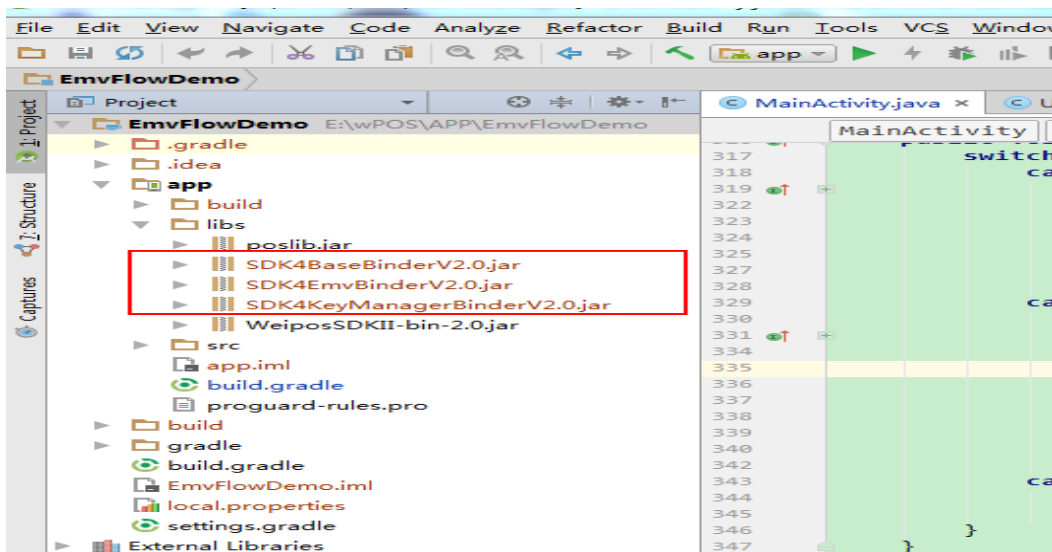 File Edit View Navigate Code Analyze Refactor Build Run Tools VCS Window
app
EmvFlowDemo
Project
MainActivity.java
EmvFlowDemo E:\wPOS\APP\EmvFlowDemo
MainActivity
.gradle
.idea
app
build
libs
poslib.jar
SDK4BaseBinderV2.0.jar
SDK4EmvBinderV2.0.jar
SDK4KeyManagerBinderV2.0.jar
WeiposSDKII-bin-2.0.jar
src
app.iml
build.gradle
proguard-rules.pro
build
gradle
build.gradle
EmvFlowDemo.iml
local.properties
settings.gradle
External Libraries
1: Project
7: Structure
Captures
317 switch
318 ca
319
322
323
324
325
327
328
329 ca
330
331
334
335
336
337
338
339
340
342
343 ca
344
345
346 }
347 }